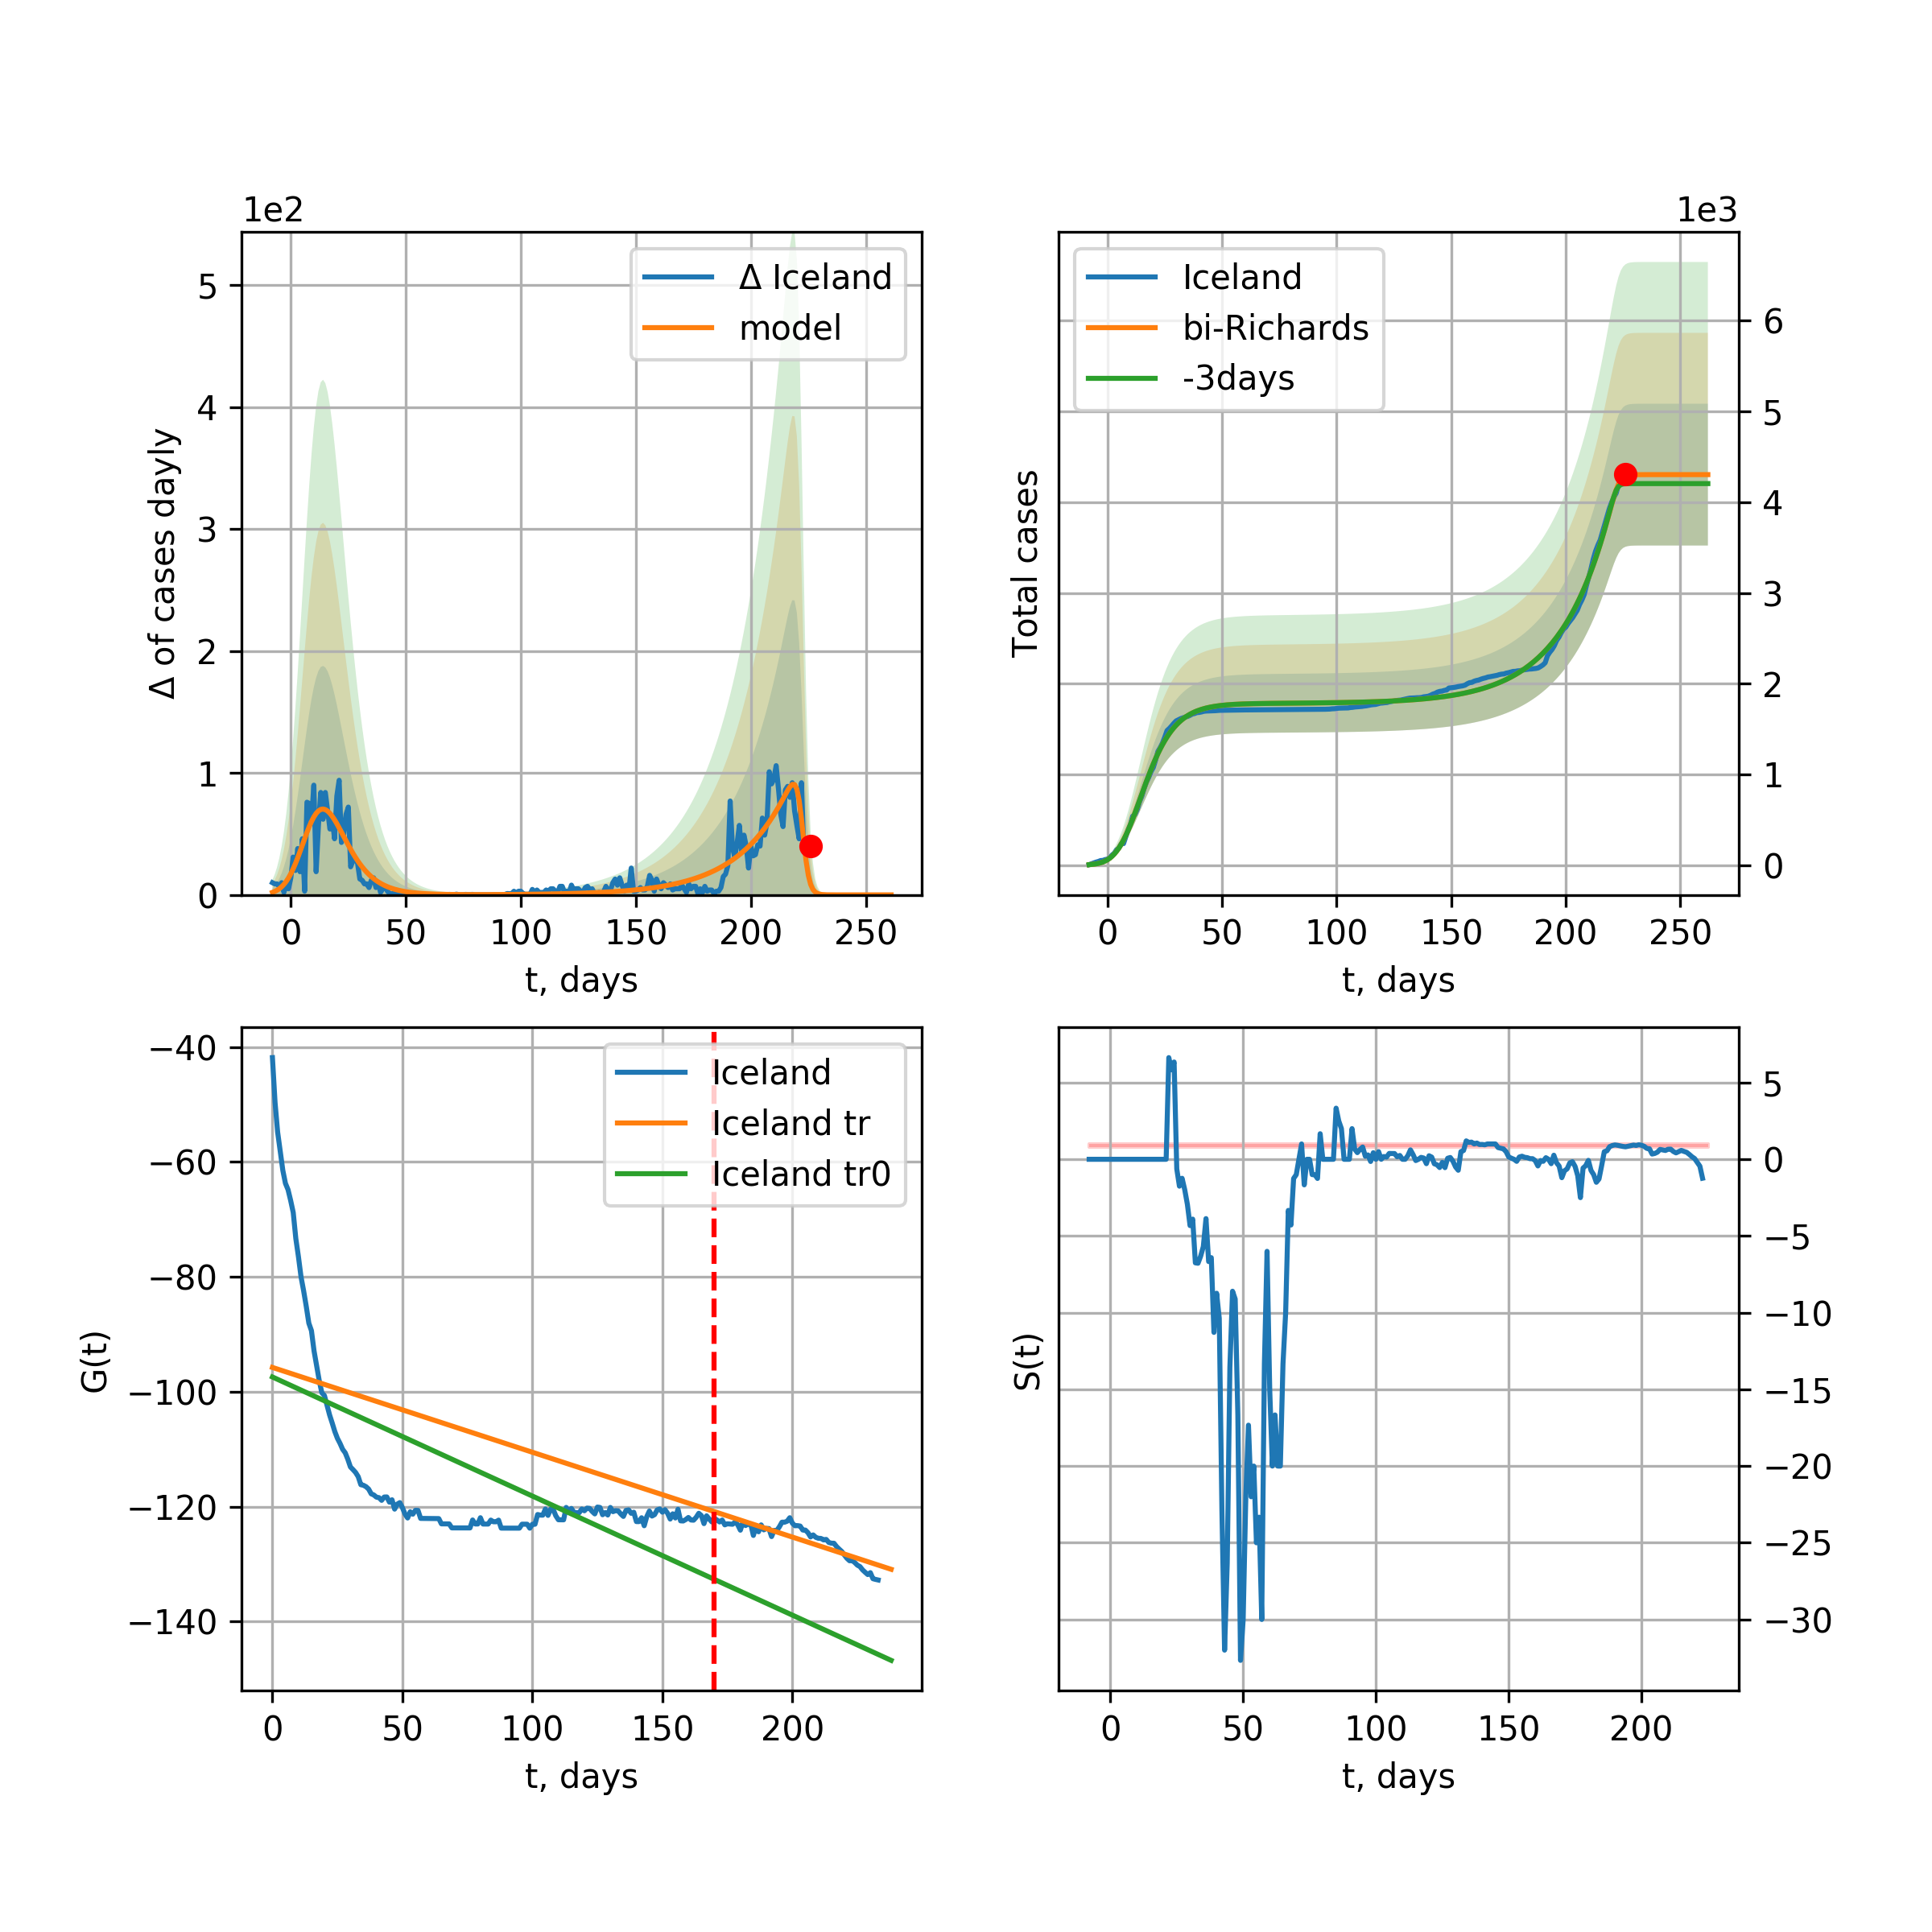 1e2
Δ of cases dayly
5
4
3
2
1
0
Δ Iceland
model
0 50 100 150 200 250
t, days
1e3
Total cases
Iceland
bi-Richards
-3days
6
5
4
3
2
1
0
0 50 100 150 200 250
t, days
G(t)
−40
−60
−80
−100
−120
−140
Iceland
Iceland tr
Iceland tr0
0 50 100 150 200
t, days
S(t)
5
0
−5
−10
−15
−20
−25
−30
0 50 100 150 200
t, days